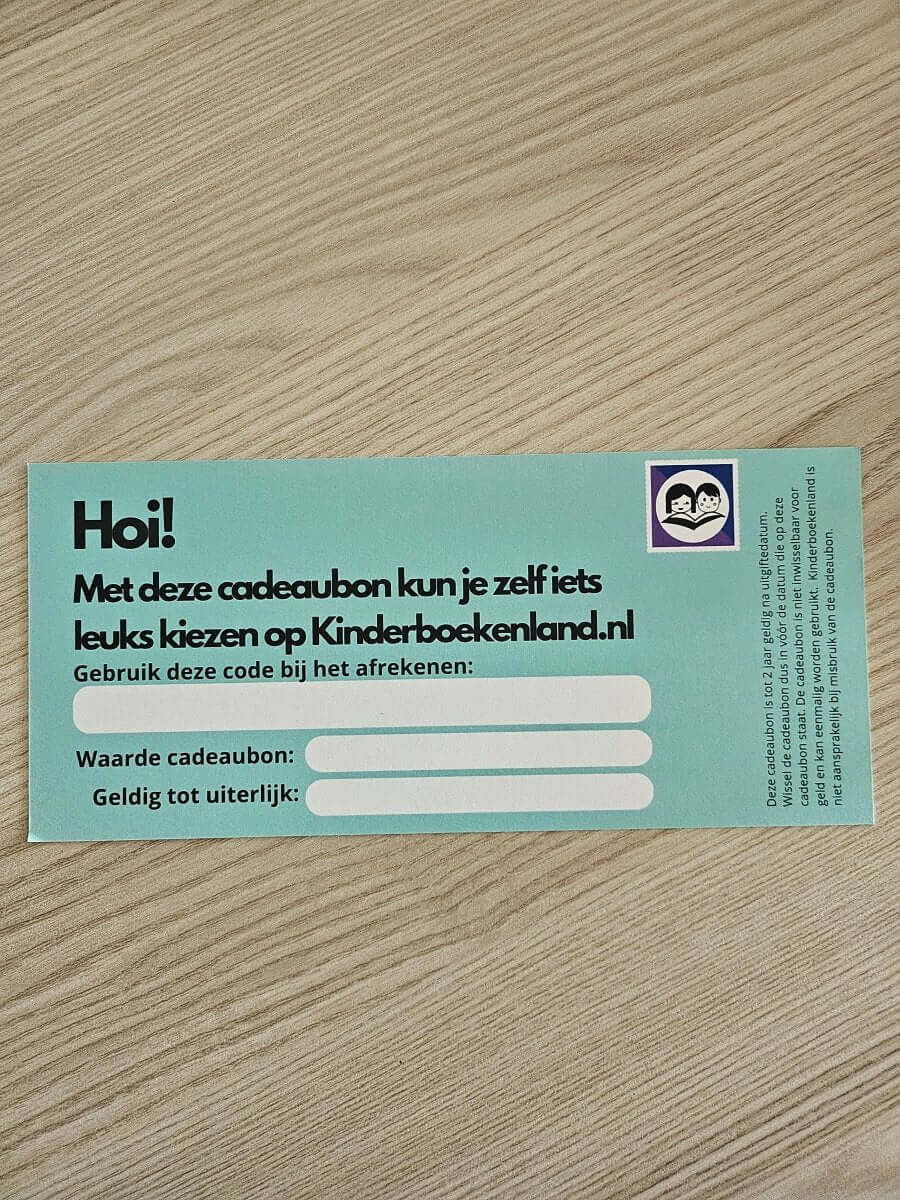 Hoi!
Met deze cadeaubon kun je zelf iets
leuks kiezen op Kinderboekenland.nl
Gebruik deze code bij het afrekenen:
Waarde cadeaubon:
Geldig tot uiterlijk:
Deze cadeaubon is tot 2 jaar geldig na uitgiftedatum.
Wissel de cadeaubon dus in vóór de datum die op deze
cadeaubon staat. De cadeaubon is niet inwisselbaar voor
geld en kan eenmalig worden gebruikt. Kinderboekenland is
niet aansprakelijk bij misbruik van de cadeaubon.